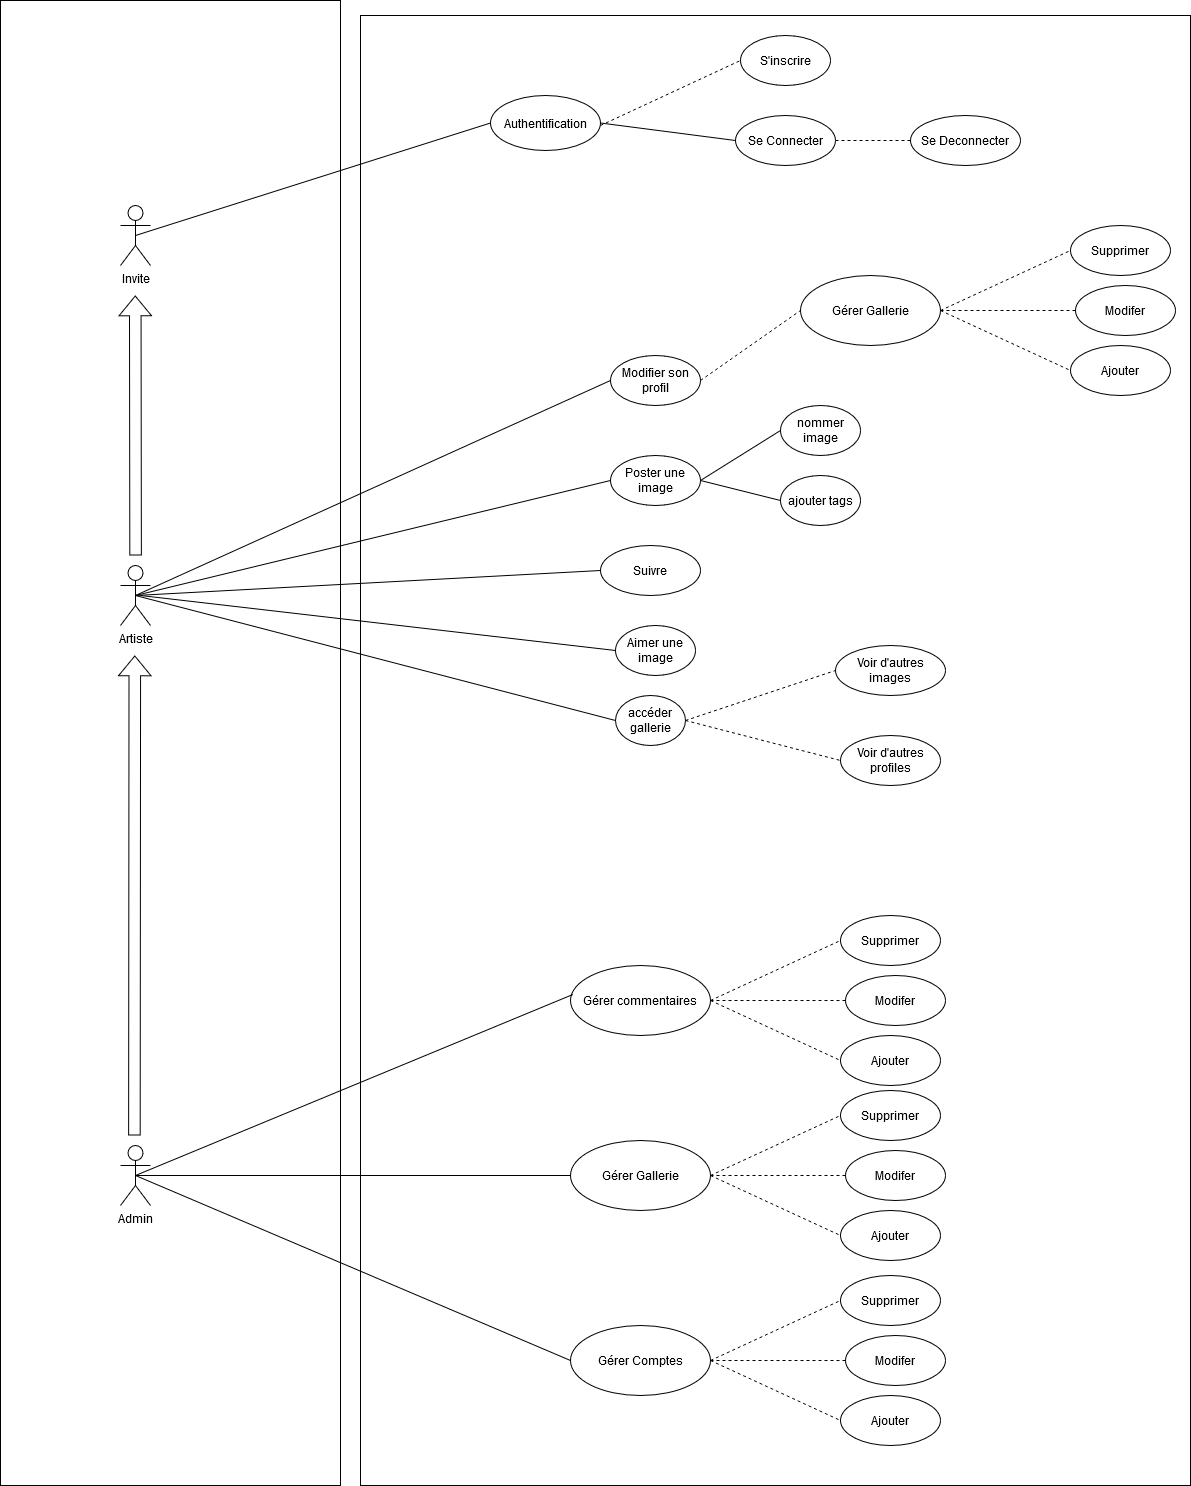 S'inscrire
Authentification
Se Connecter
Se Deconnecter
Invite
Supprimer
Gérer Gallerie
Modifer
Ajouter
Modifier son
profil
nommer
image
Poster une
image
ajouter tags
Suivre
Artiste
Aimer une
image
Voir d'autres
images
accéder
gallerie
Voir d'autres
profiles
Supprimer
Gérer commentaires
Modifer
Ajouter
Supprimer
Gérer Gallerie
Modifer
Admin
Ajouter
Supprimer
Gérer Comptes
Modifer
Ajouter